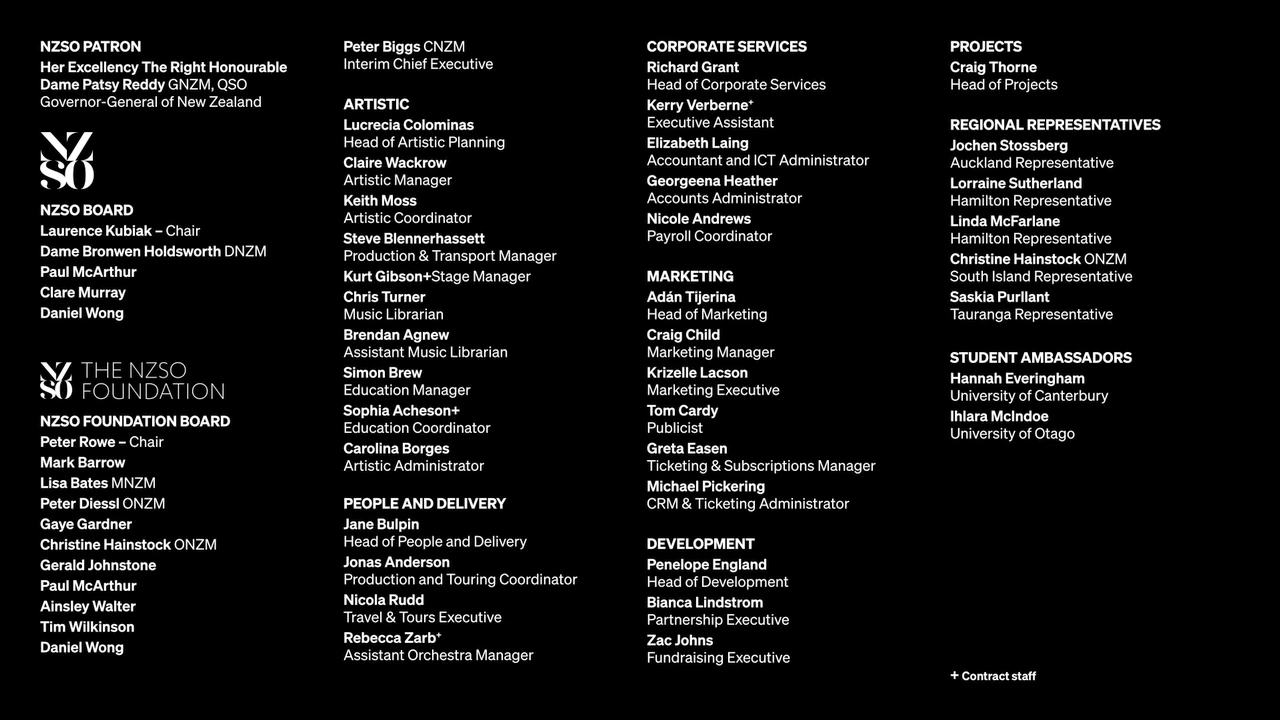 NZSO PATRON
Her Excellency The Right Honourable
Dame Patsy Reddy GNZM, QSO
Governor-General of New Zealand
NZSO
NZSO BOARD
Laurence Kubiak – Chair
Dame Bronwen Holdsworth DNZM
Paul McArthur
Clare Murray
Daniel Wong
NZSO THE NZSO
FOUNDATION
NZSO FOUNDATION BOARD
Peter Rowe – Chair
Mark Barrow
Lisa Bates MNZM
Peter Diessl ONZM
Gaye Gardner
Christine Hainstock ONZM
Gerald Johnstone
Paul McArthur
Ainsley Walter
Tim Wilkinson
Daniel Wong
Peter Biggs CNZM
Interim Chief Executive
ARTISTIC
Lucrecia Colominas
Head of Artistic Planning
Claire Wackrow
Artistic Manager
Keith Moss
Artistic Coordinator
Steve Blennerhassett
Production & Transport Manager
Kurt Gibson+Stage Manager
Chris Turner
Music Librarian
Brendan Agnew
Assistant Music Librarian
Simon Brew
Education Manager
Sophia Acheson+
Education Coordinator
Carolina Borges
Artistic Administrator
PEOPLE AND DELIVERY
Jane Bulpin
Head of People and Delivery
Jonas Anderson
Production and Touring Coordinator
Nicola Rudd
Travel & Tours Executive
Rebecca Zarb+
Assistant Orchestra Manager
CORPORATE SERVICES
Richard Grant
Head of Corporate Services
Kerry Verberne+
Executive Assistant
Elizabeth Laing
Accountant and ICT Administrator
Georgeena Heather
Accounts Administrator
Nicole Andrews
Payroll Coordinator
MARKETING
Adán Tijerina
Head of Marketing
Craig Child
Marketing Manager
Krizelle Lacson
Marketing Executive
Tom Cardy
Publicist
Greta Easen
Ticketing & Subscriptions Manager
Michael Pickering
CRM & Ticketing Administrator
DEVELOPMENT
Penelope England
Head of Development
Bianca Lindstrom
Partnership Executive
Zac Johns
Fundraising Executive
PROJECTS
Craig Thorne
Head of Projects
REGIONAL REPRESENTATIVES
Jochen Stossberg
Auckland Representative
Lorraine Sutherland
Hamilton Representative
Linda McFarlane
Hamilton Representative
Christine Hainstock ONZM
South Island Representative
Saskia Purllant
Tauranga Representative
STUDENT AMBASSADORS
Hannah Everingham
University of Canterbury
Ihlara McIndoe
University of Otago
+ Contract staff